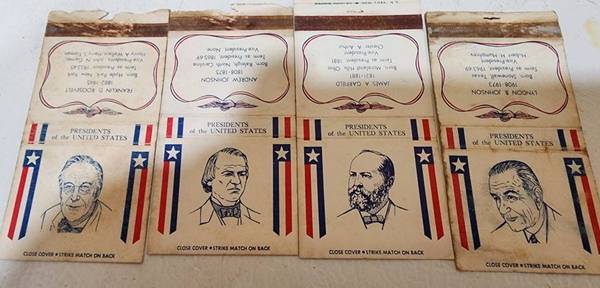 FRANKLIN D. ROOSEVELT
1882-1945
Born: Hyde Park, New York
Term as President: 1933-45
Vice-Presidents: John N. Garner,
Henry A. Wallace, Harry S. Truman
PRESIDENTS
of the UNITED STATES
CLOSE COVER • STRIKE MATCH ON BACK
ANDREW JOHNSON
1808-1875
Born: Raleigh, North Carolina
Term as President: 1865-69
Vice-President: None
PRESIDENTS
of the UNITED STATES
CLOSE COVER • STRIKE MATCH ON BACK
JAMES A. GARFIELD
1831-1881
Born: Moreland Hills, Ohio
Term as President: 1881
Vice-President:
Chester A. Arthur
PRESIDENTS
of the UNITED STATES
CLOSE COVER • STRIKE MATCH ON BACK
LYNDON B. JOHNSON
1908-1973
Born: Stonewall, Texas
Term as President: 1963-69
Vice-President:
Hubert H. Humphrey
PRESIDENTS
of the UNITED STATES
CLOSE COVER • STRIKE MATCH ON BACK